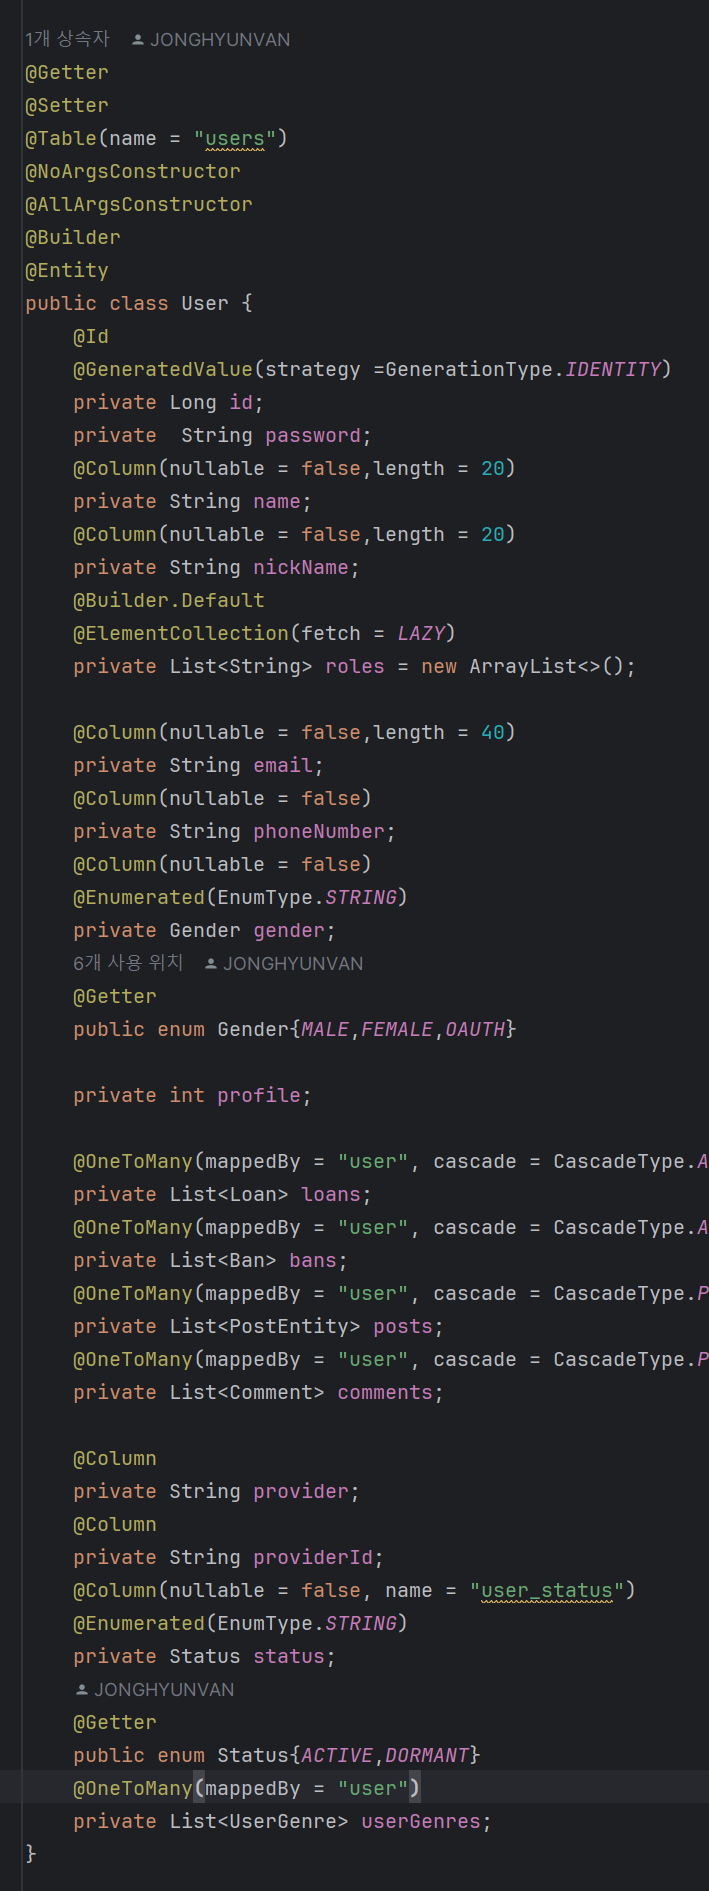 1개 상속자 JONGHYUNVAN
@Getter
@Setter
@Table(name = "users")
@NoArgsConstructor
@AllArgsConstructor
@Builder
@Entity
public class User {
@Id
@GeneratedValue(strategy =GenerationType.IDENTITY)
private Long id;
private  String password;
@Column(nullable = false,length = 20)
private String name;
@Column(nullable = false,length = 20)
private String nickName;
@Builder.Default
@ElementCollection(fetch = LAZY)
private List<String> roles = new ArrayList<>();
@Column(nullable = false,length = 40)
private String email;
@Column(nullable = false)
private String phoneNumber;
@Column(nullable = false)
@Enumerated(EnumType.STRING)
private Gender gender;
6개 사용 위치 JONGHYUNVAN
@Getter
public enum Gender{MALE,FEMALE,OAUTH}
private int profile;
@OneToMany(mappedBy = "user", cascade = CascadeType.A
private List<Loan> loans;
@OneToMany(mappedBy = "user", cascade = CascadeType.A
private List<Ban> bans;
@OneToMany(mappedBy = "user", cascade = CascadeType.P
private List<PostEntity> posts;
@OneToMany(mappedBy = "user", cascade = CascadeType.P
private List<Comment> comments;
@Column
private String provider;
@Column
private String providerId;
@Column(nullable = false, name = "user_status")
@Enumerated(EnumType.STRING)
private Status status;
JONGHYUNVAN
@Getter
public enum Status{ACTIVE,DORMANT}
@OneToMany(mappedBy = "user")
private List<UserGenre> userGenres;
}